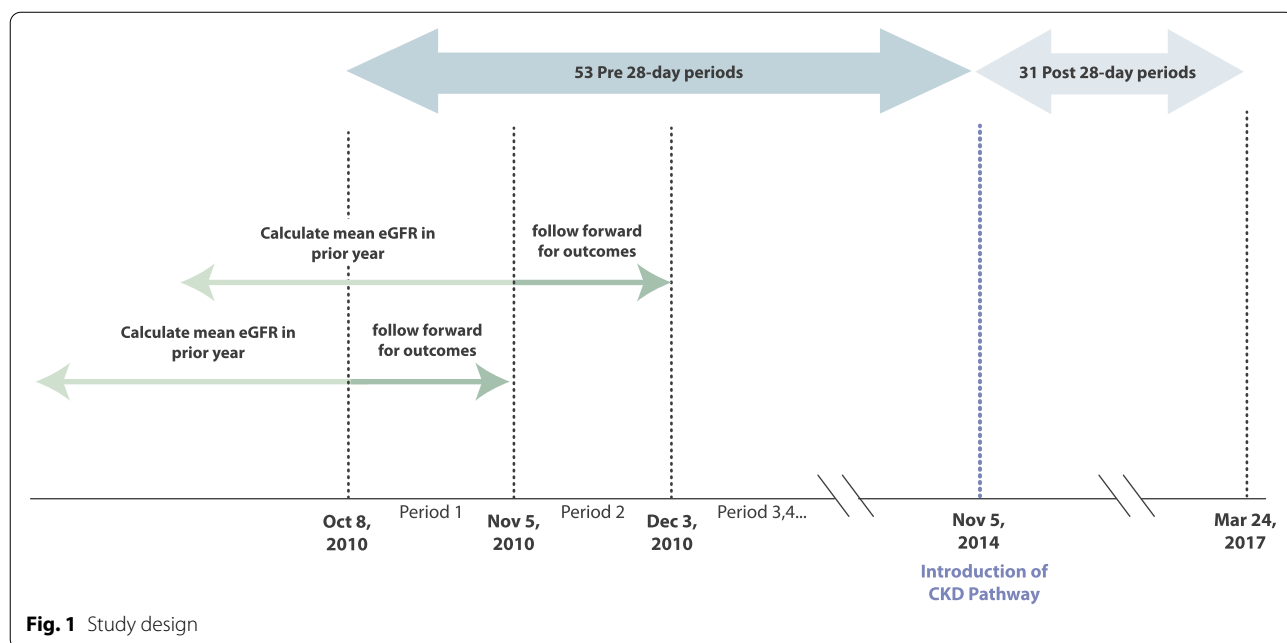 53 Pre 28-day periods
31 Post 28-day periods
Calculate mean eGFR in
prior year
follow forward
for outcomes
Calculate mean eGFR in
prior year
follow forward
for outcomes
Period 1
Period 2
Period 3,4...
Oct 8,
2010
Nov 5,
2010
Dec 3,
2010
Nov 5,
2014
Mar 24,
2017
Introduction of
CKD Pathway
Fig. 1 Study design